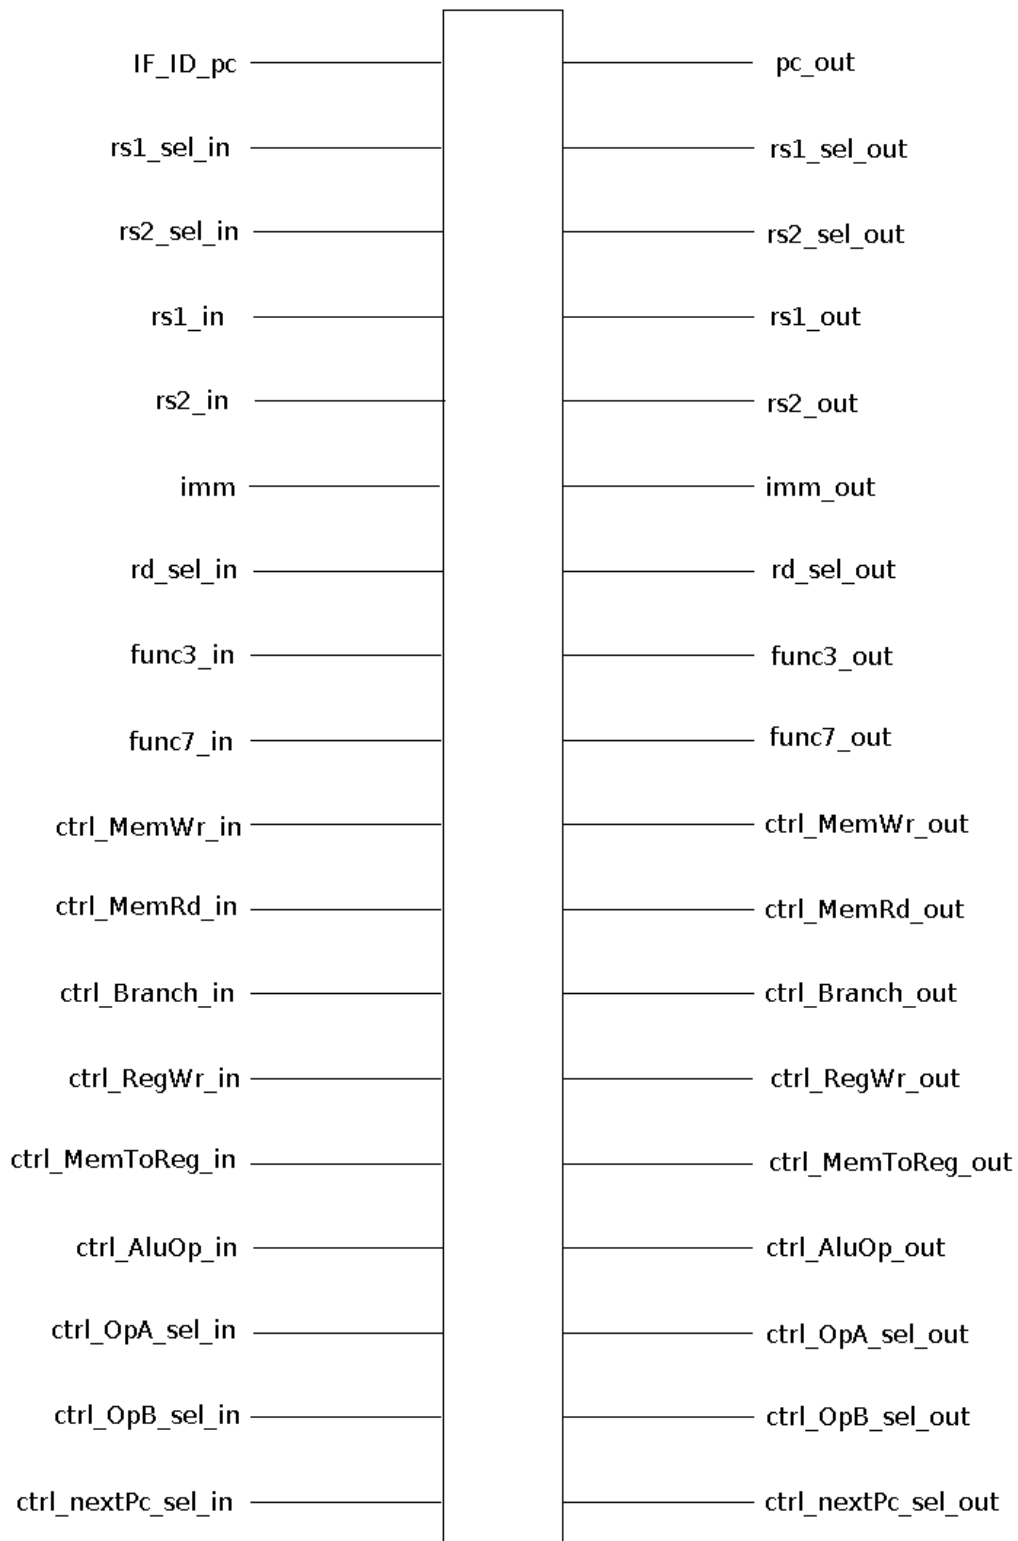 IF_ID_pc pc_out
rs1_sel_in rs1_sel_out
rs2_sel_in rs2_sel_out
rs1_in rs1_out
rs2_in rs2_out
imm imm_out
rd_sel_in rd_sel_out
func3_in func3_out
func7_in func7_out
ctrl_MemWr_in ctrl_MemWr_out
ctrl_MemRd_in ctrl_MemRd_out
ctrl_Branch_in ctrl_Branch_out
ctrl_RegWr_in ctrl_RegWr_out
ctrl_MemToReg_in ctrl_MemToReg_out
ctrl_AluOp_in ctrl_AluOp_out
ctrl_OpA_sel_in ctrl_OpA_sel_out
ctrl_OpB_sel_in ctrl_OpB_sel_out
ctrl_nextPc_sel_in ctrl_nextPc_sel_out